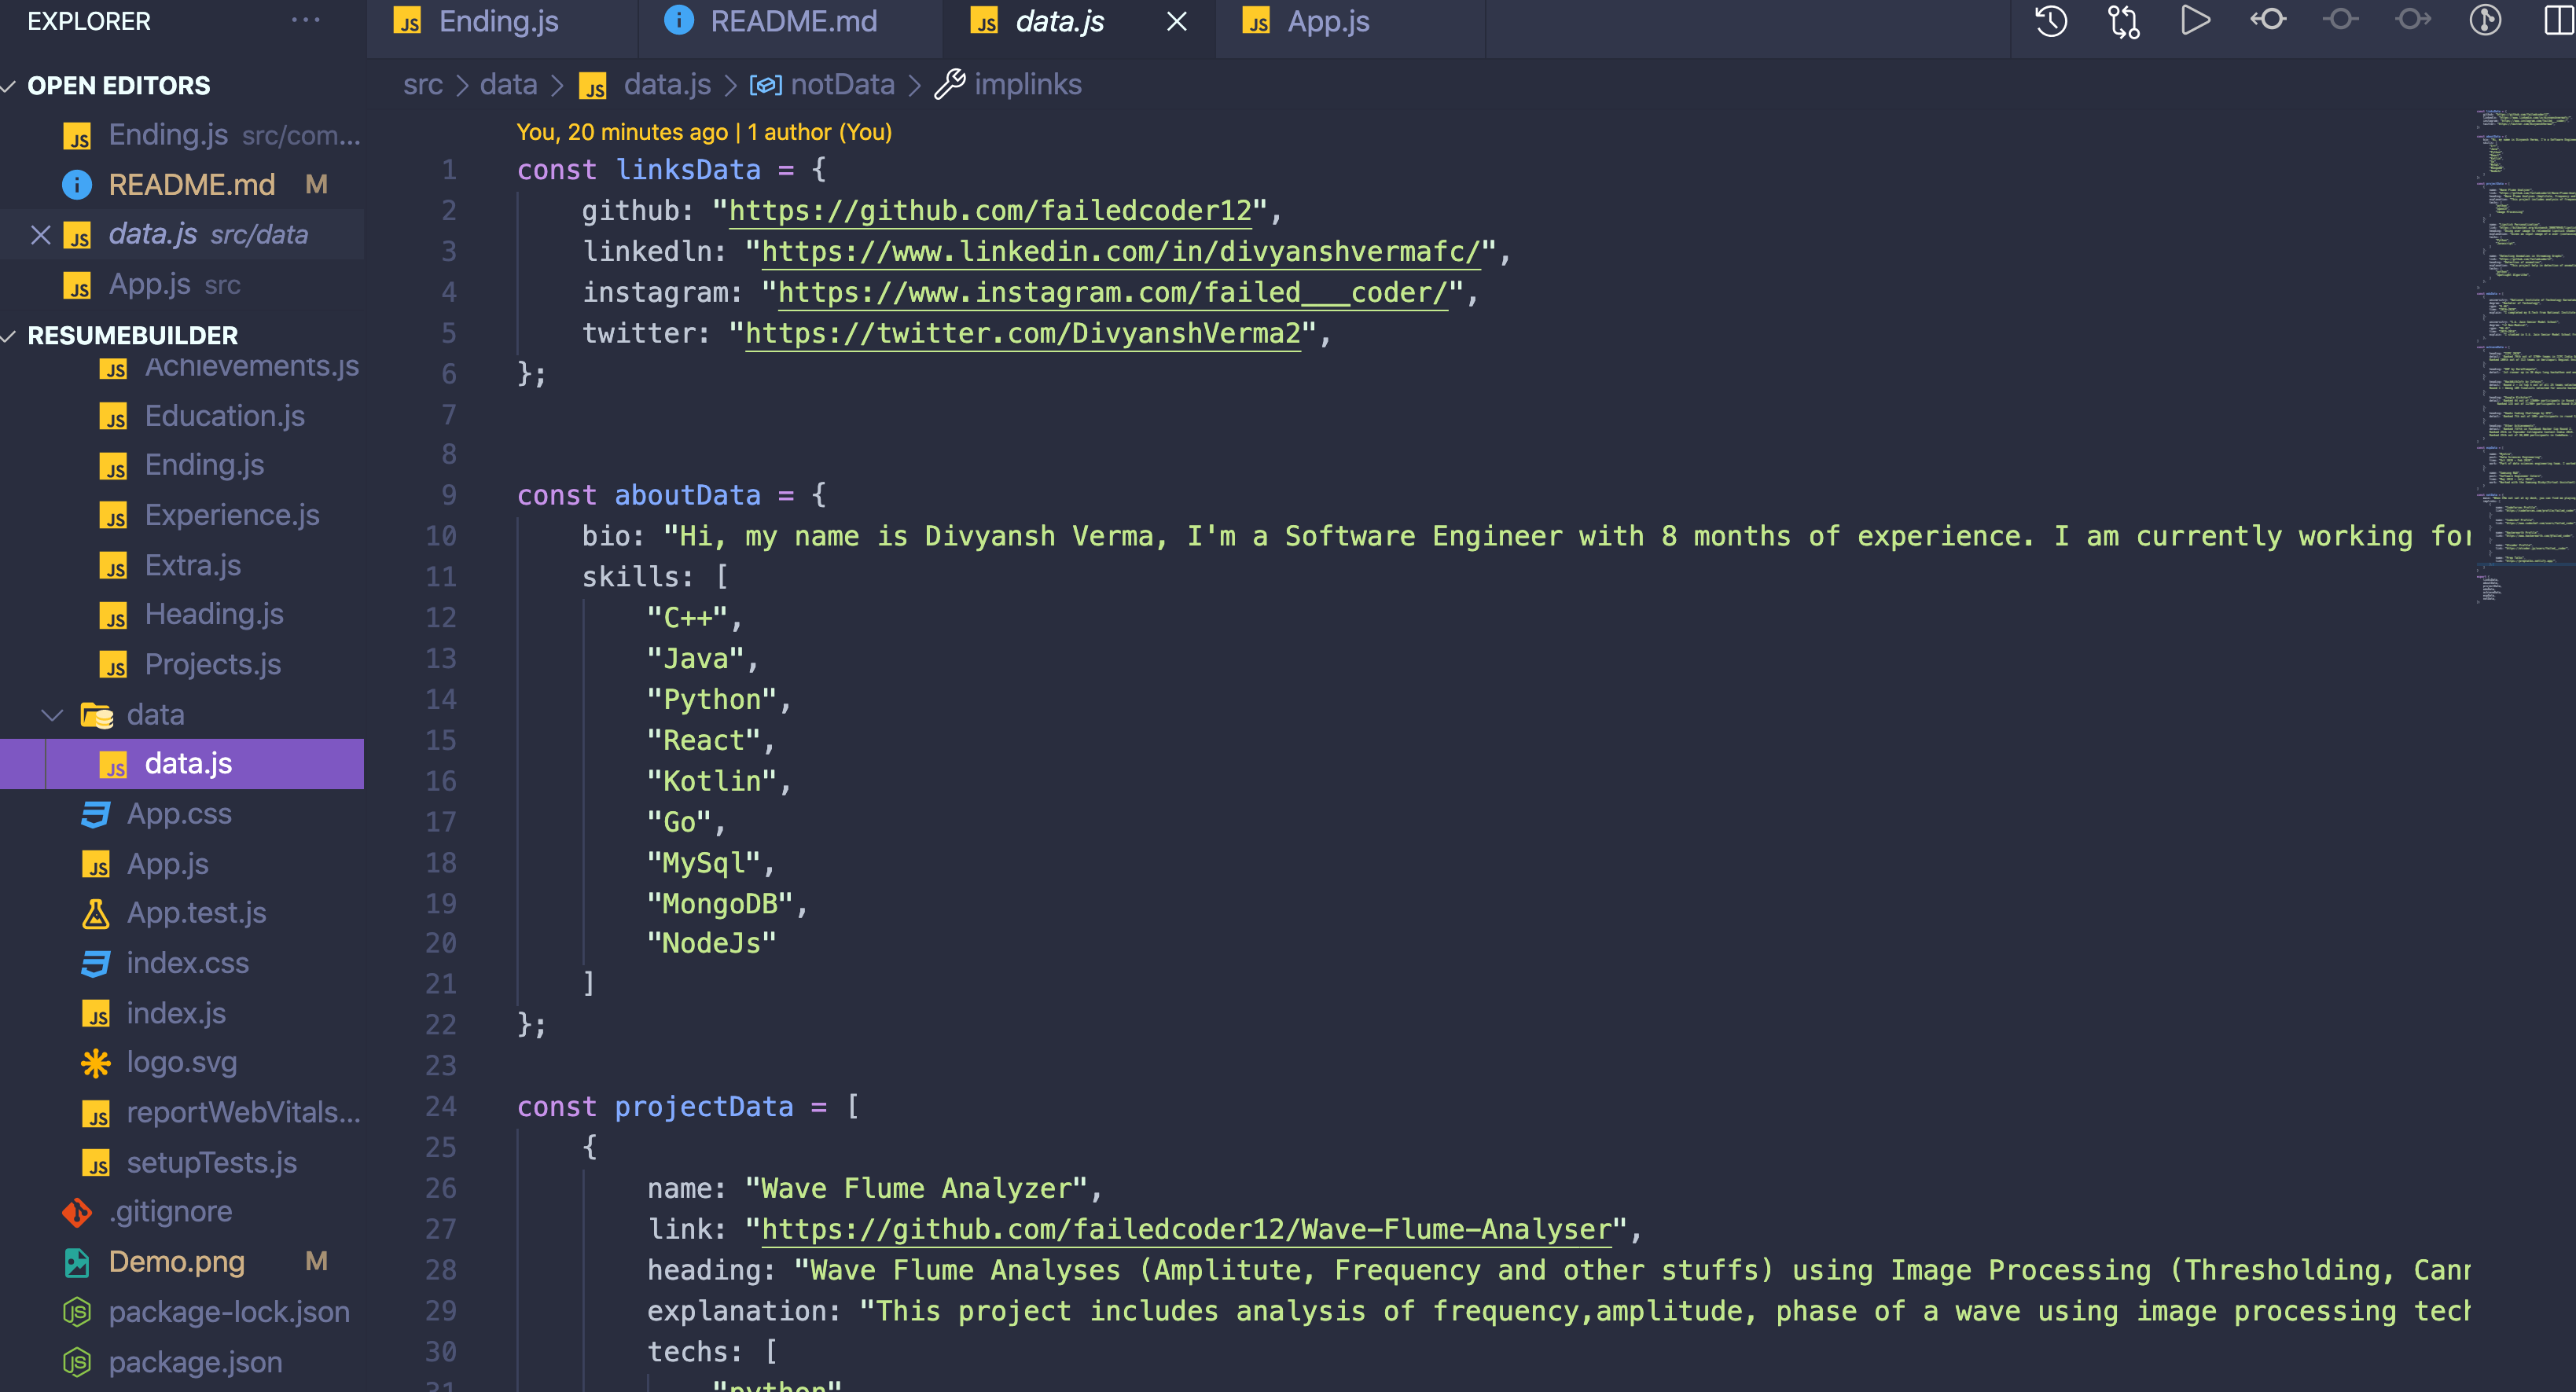 EXPLORER ...
OPEN EDITORS
Ending.js src/com...
README.md M
data.js src/data
App.js src
RESUMEBUILDER
Achievements.js
Education.js
Ending.js
Experience.js
Extra.js
Heading.js
Projects.js
data
data.js
App.css
App.js
App.test.js
index.css
index.js
logo.svg
reportWebVitals...
setupTests.js
.gitignore
Demo.png M
package-lock.json
package.json
Ending.js README.md data.js App.js
src > data > data.js > notData > implinks
You, 20 minutes ago | 1 author (You)
1 const linksData = {
2 github: "https://github.com/failedcoder12",
3 linkedln: "https://www.linkedin.com/in/divyanshvermafc/",
4 instagram: "https://www.instagram.com/failed___coder/",
5 twitter: "https://twitter.com/DivyanshVerma2",
6 };
7
8
9 const aboutData = {
10 bio: "Hi, my name is Divyansh Verma, I'm a Software Engineer with 8 months of experience. I am currently working for
11 skills: [
12 "C++",
13 "Java",
14 "Python",
15 "React",
16 "Kotlin",
17 "Go",
18 "MySql",
19 "MongoDB",
20 "NodeJs"
21 ]
22 };
23
24 const projectData = [
25 {
26 name: "Wave Flume Analyzer",
27 link: "https://github.com/failedcoder12/Wave-Flume-Analyser",
28 heading: "Wave Flume Analyses (Amplitute, Frequency and other stuffs) using Image Processing (Thresholding, Cann
29 explanation: "This project includes analysis of frequency,amplitude, phase of a wave using image processing tech
30 techs: [
31 "python"